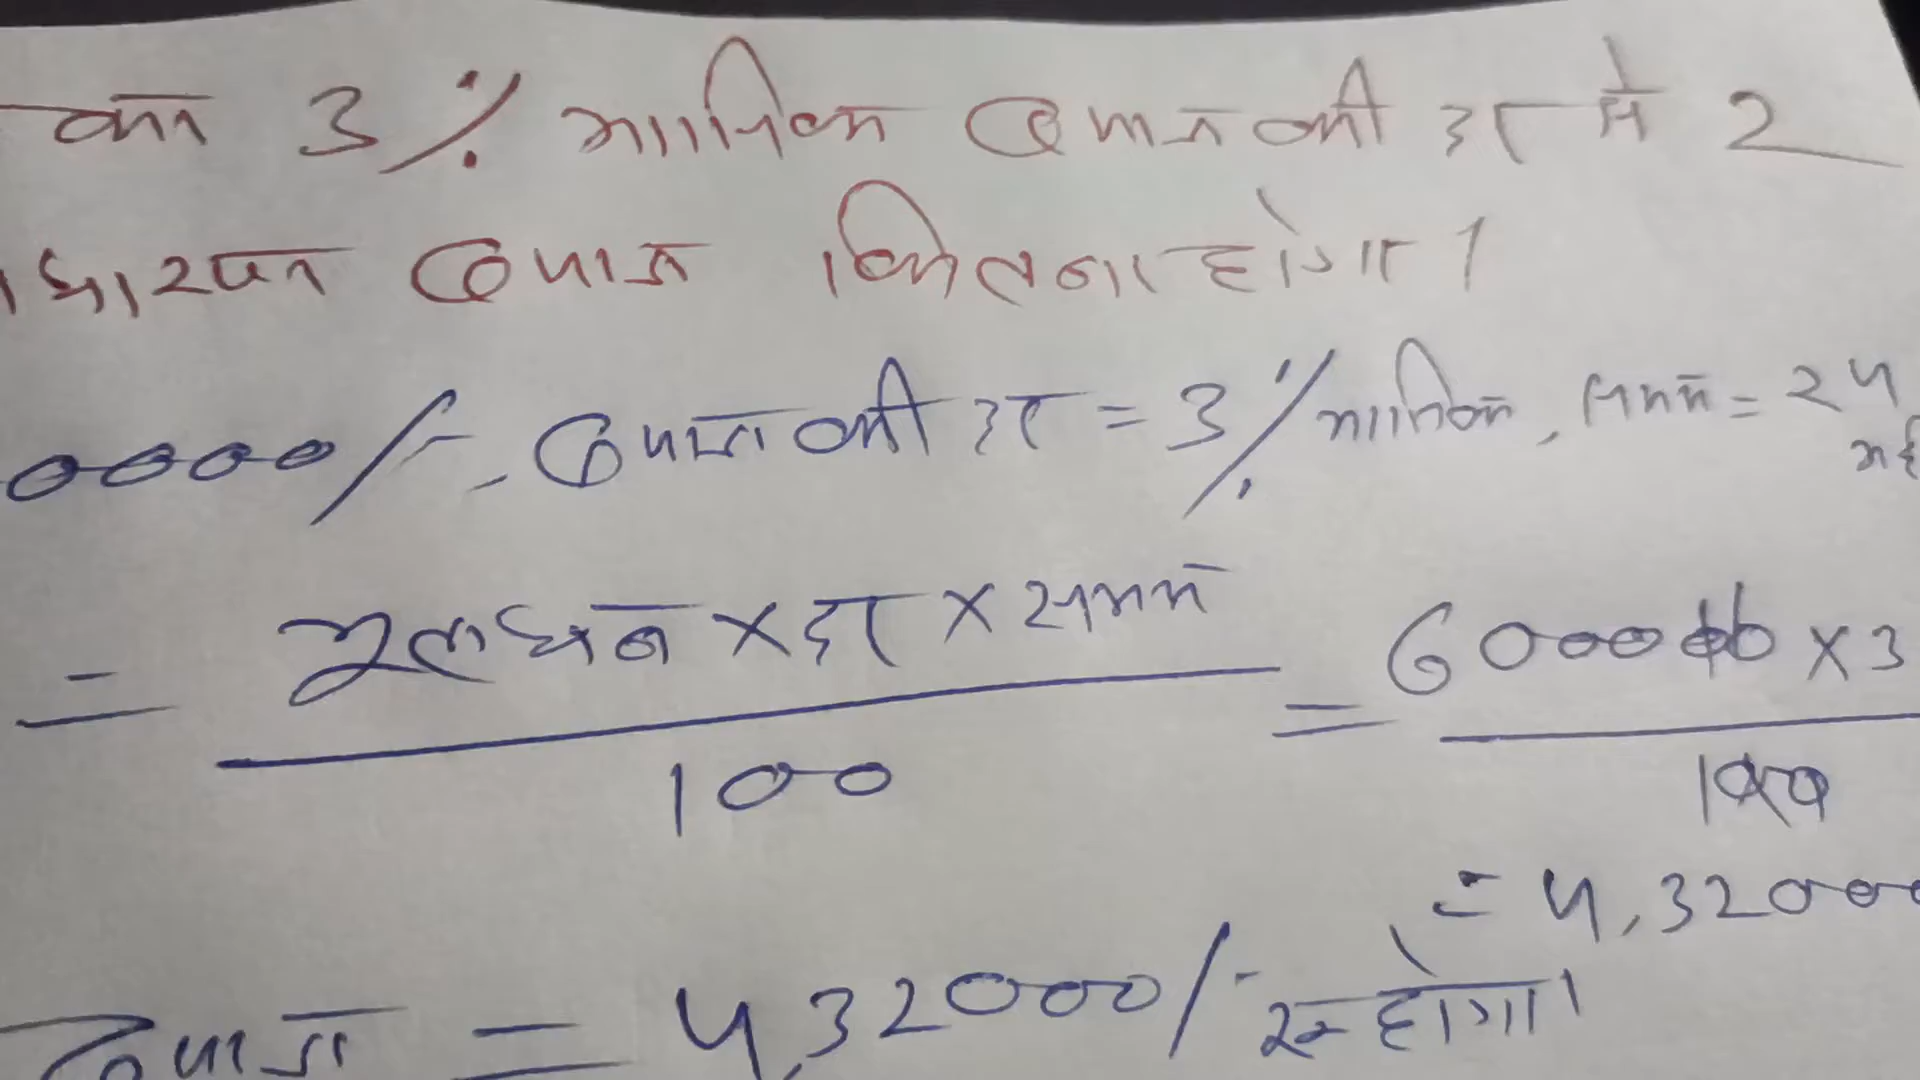 का 3% मासिक ब्याज की दर से 2
धारण ब्याज कितना होगा।
0000/-, ब्याज की दर = 3% मासिक, समय = 24
= मूलधन × दर × समय = 600000 × 3
100 100
= 4,32000
ब्याज = 4,32000/- रू होगा।